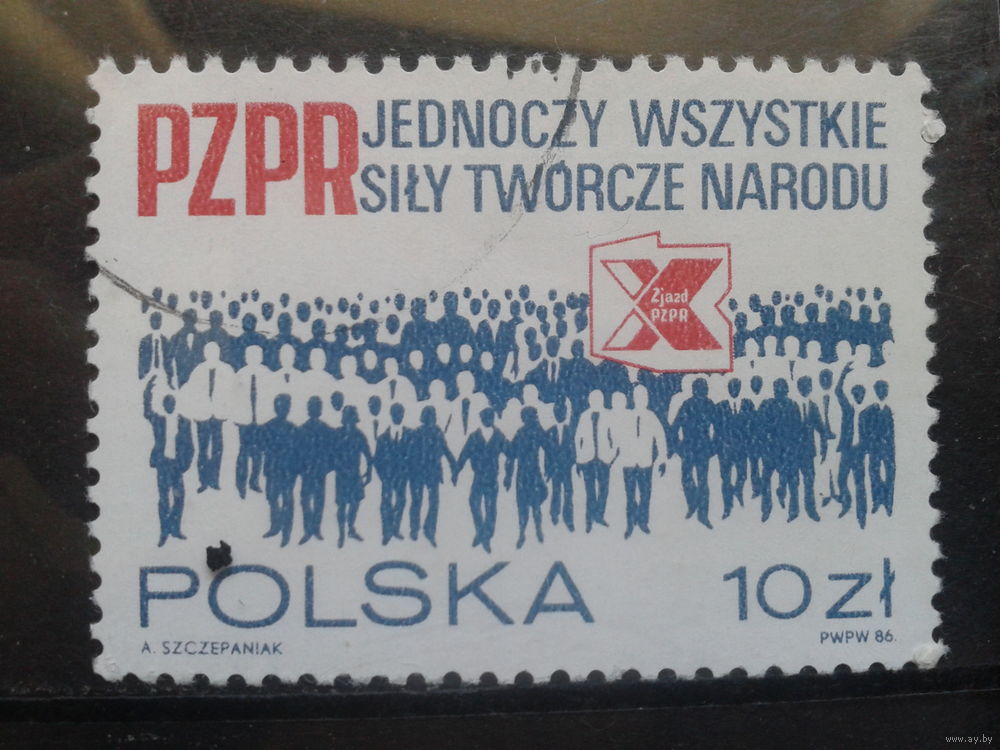 PZPR JEDNOCZY WSZYSTKIE
SIŁY TWÓRCZE NARODU
Zjazd
PZPR
POLSKA 10 zł
A. SZCZEPANIAK PWPW 86.
www.ay.by